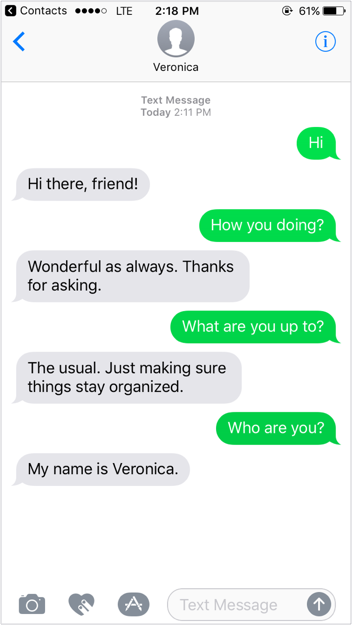 Contacts LTE 2:18 PM 61%
Veronica
Text Message
Today 2:11 PM
Hi
Hi there, friend!
How you doing?
Wonderful as always. Thanks
for asking.
What are you up to?
The usual. Just making sure
things stay organized.
Who are you?
My name is Veronica.
Text Message